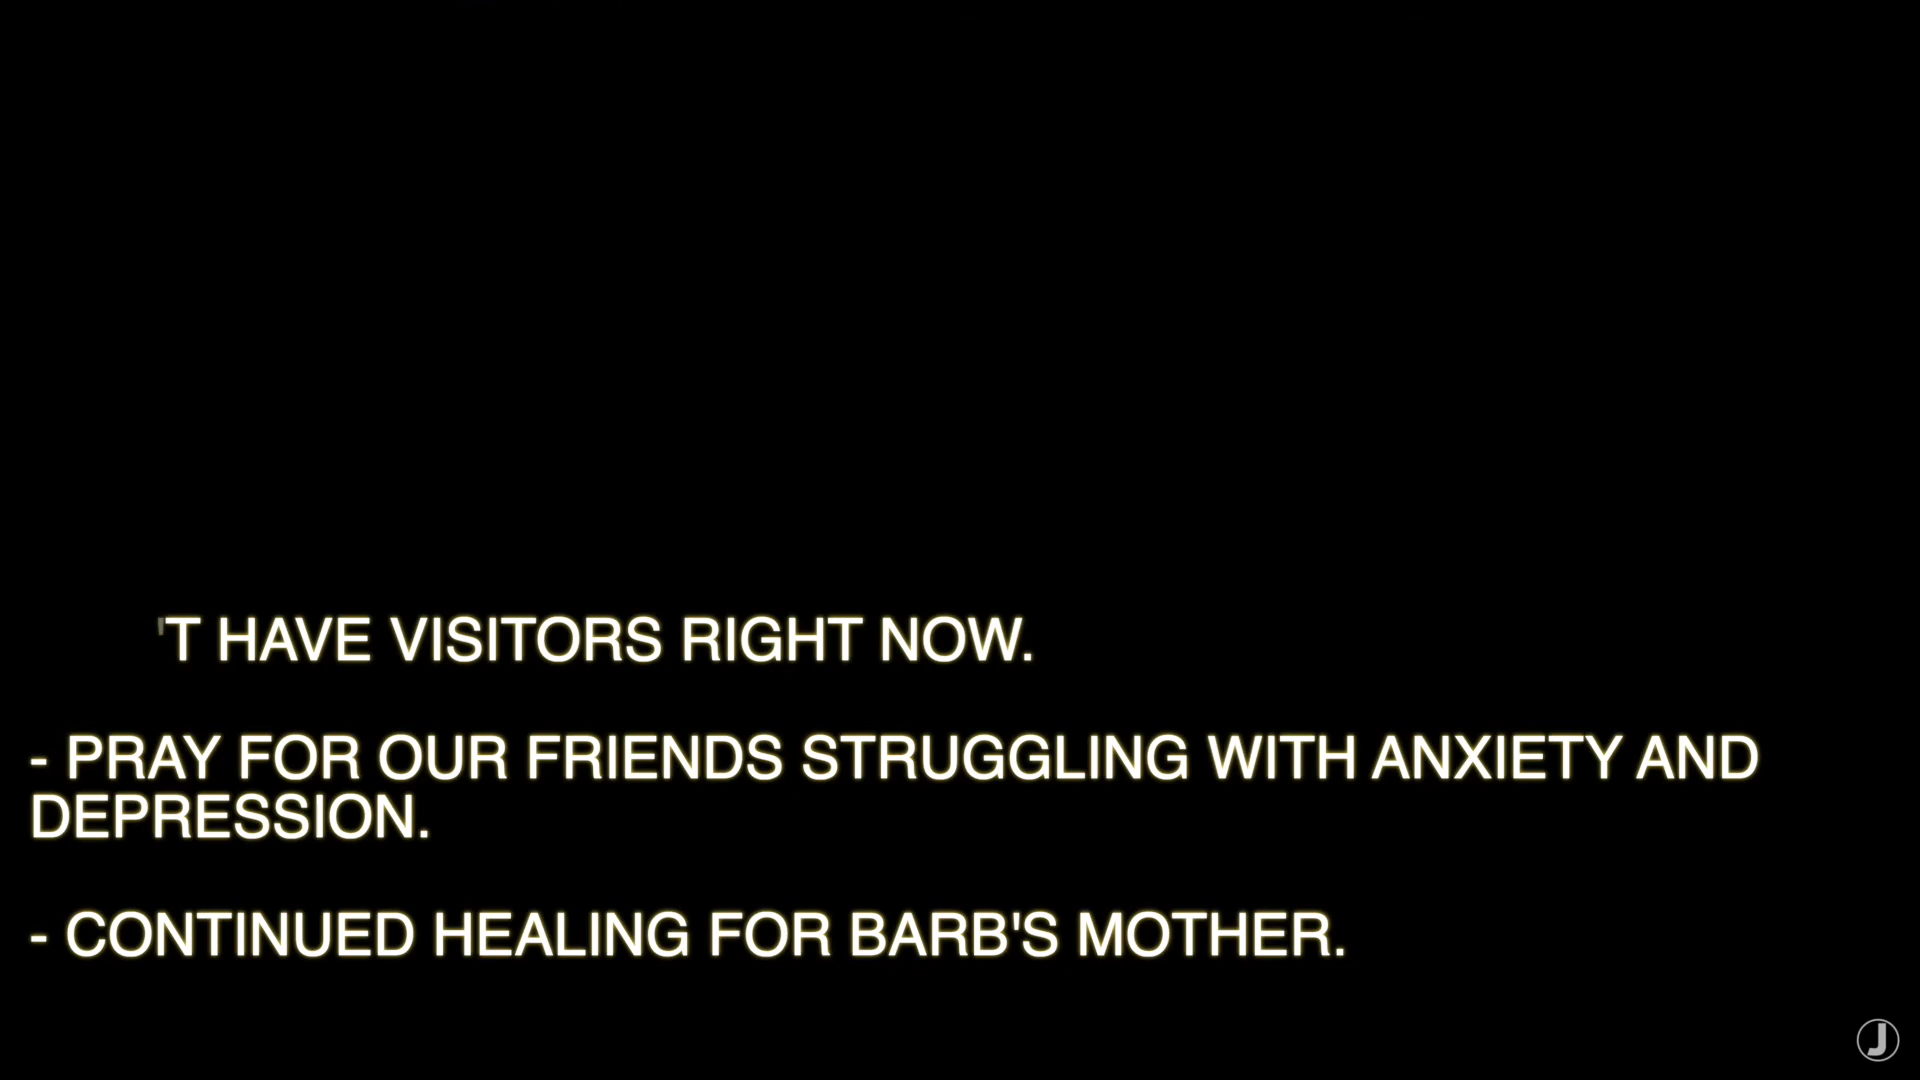 'T HAVE VISITORS RIGHT NOW.
- PRAY FOR OUR FRIENDS STRUGGLING WITH ANXIETY AND
DEPRESSION.
- CONTINUED HEALING FOR BARB'S MOTHER.
J